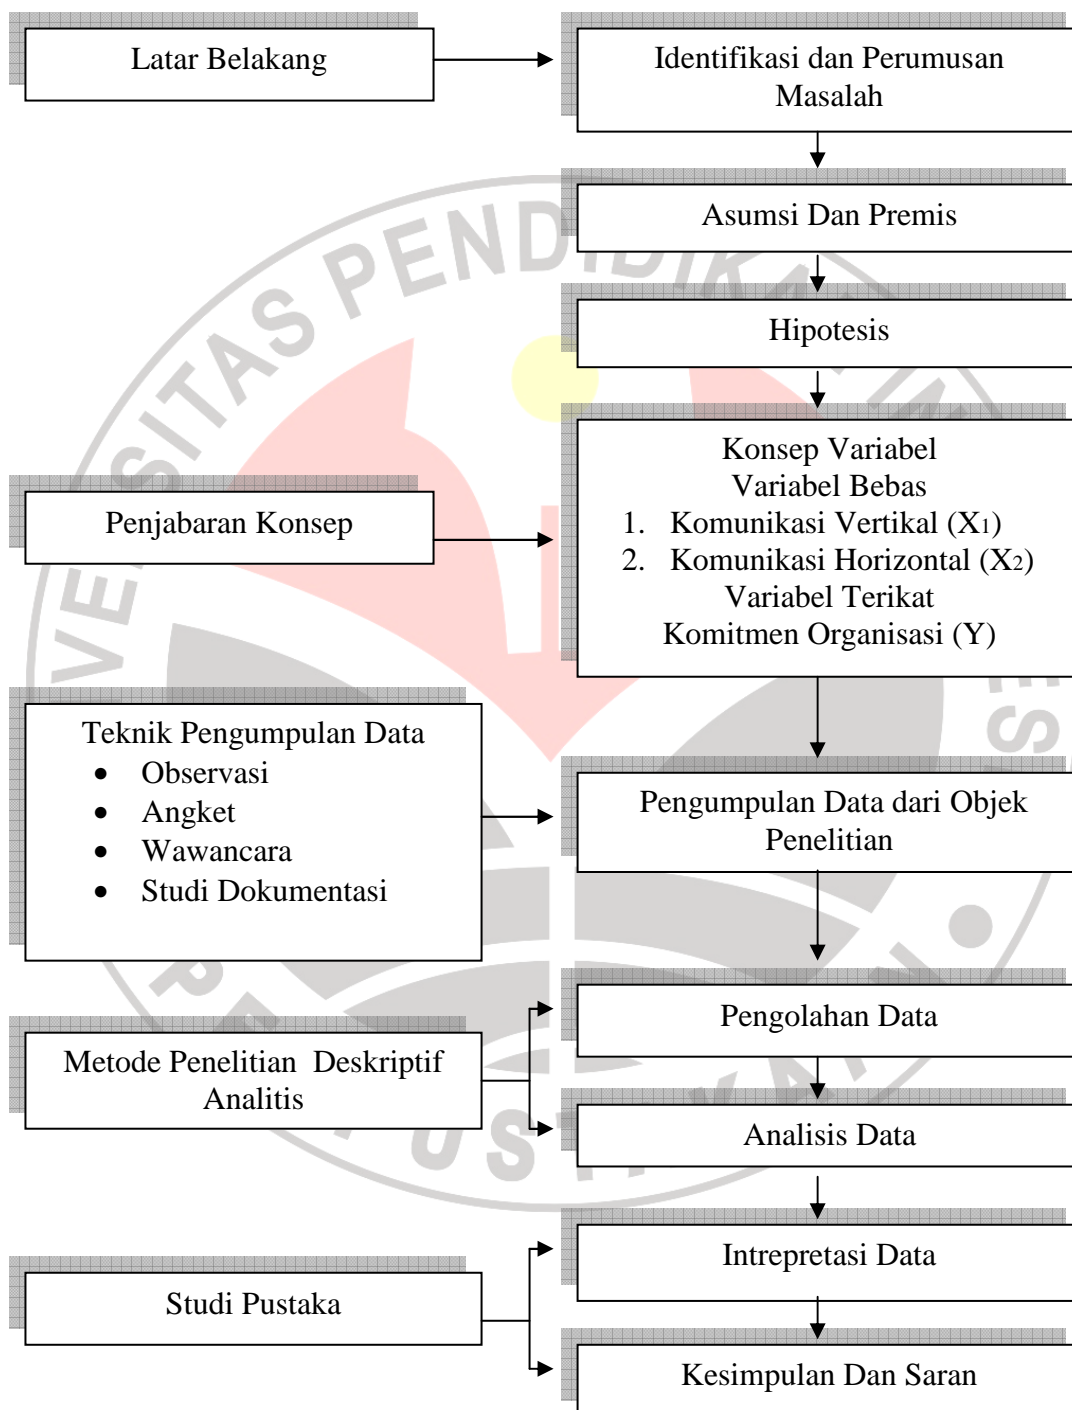 Latar Belakang
Identifikasi dan Perumusan
Masalah
Asumsi Dan Premis
Hipotesis
Penjabaran Konsep
Konsep Variabel
Variabel Bebas
1. Komunikasi Vertikal (X1)
2. Komunikasi Horizontal (X2)
Variabel Terikat
Komitmen Organisasi (Y)
Teknik Pengumpulan Data
• Observasi
• Angket
• Wawancara
• Studi Dokumentasi
Pengumpulan Data dari Objek
Penelitian
Metode Penelitian Deskriptif
Analitis
Pengolahan Data
Analisis Data
Studi Pustaka
Intrepretasi Data
Kesimpulan Dan Saran